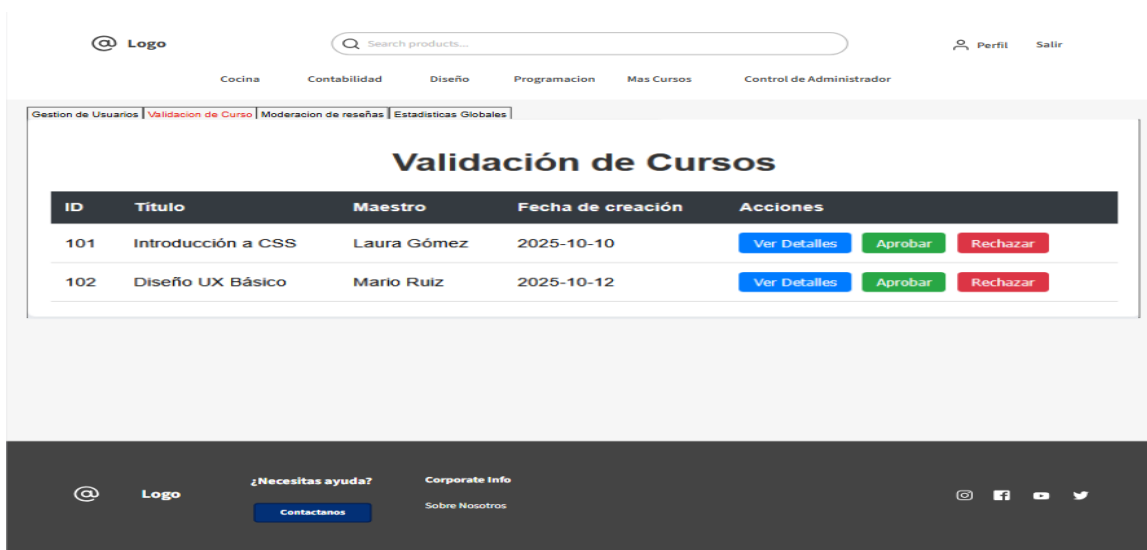 @ Logo Search products... Perfil Salir
Cocina Contabilidad Diseño Programacion Mas Cursos Control de Administrador
Gestion de Usuarios Validacion de Curso Moderacion de reseñas Estadisticas Globales
Validación de Cursos
ID Título Maestro Fecha de creación Acciones
101 Introducción a CSS Laura Gómez 2025-10-10 Ver Detalles Aprobar Rechazar
102 Diseño UX Básico Mario Ruiz 2025-10-12 Ver Detalles Aprobar Rechazar
¿Necesitas ayuda? Corporate Info
@ Logo Contactanos Sobre Nosotros